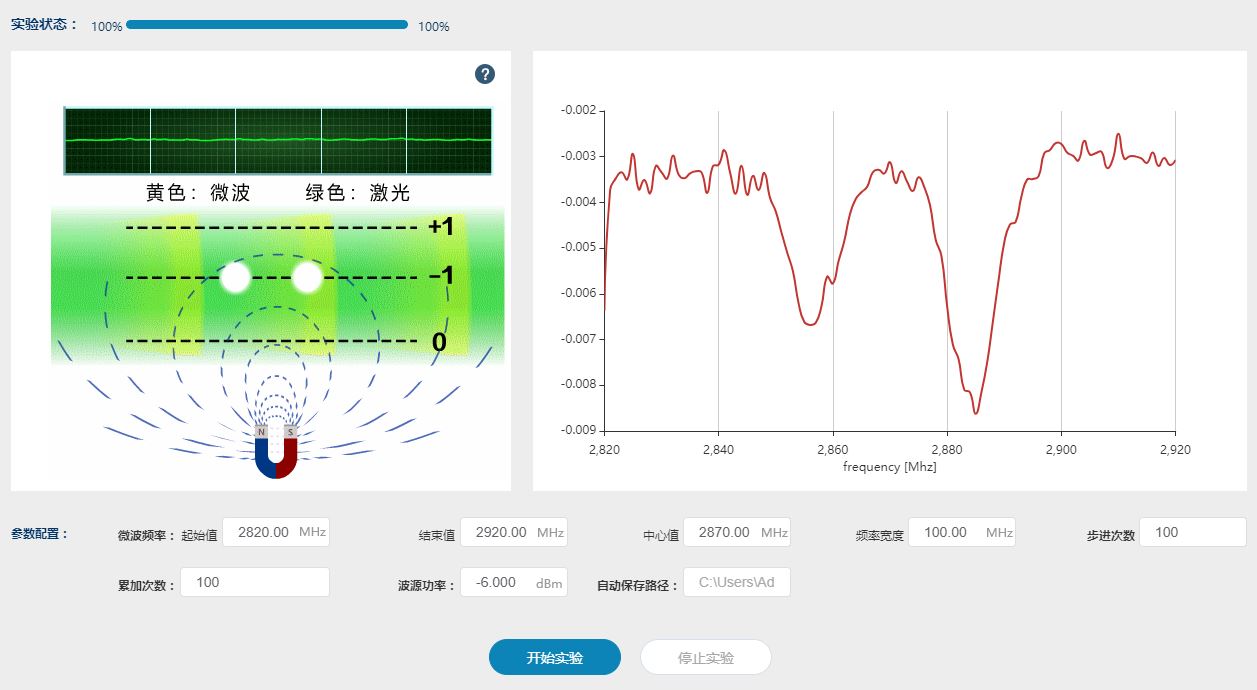 实验状态： 100% 100%
?
黄色：微波 绿色：激光
+1
-1
0
N S
-0.002
-0.003
-0.004
-0.005
-0.006
-0.007
-0.008
-0.009
2,820 2,840 2,860 2,880 2,900 2,920
frequency [Mhz]
参数配置： 微波频率： 起始值 2820.00 MHz 结束值 2920.00 MHz 中心值 2870.00 MHz 频率宽度 100.00 MHz 步进次数 100
累加次数： 100 波源功率： -6.000 dBm 自动保存路径： C:\Users\Ad
开始实验 停止实验